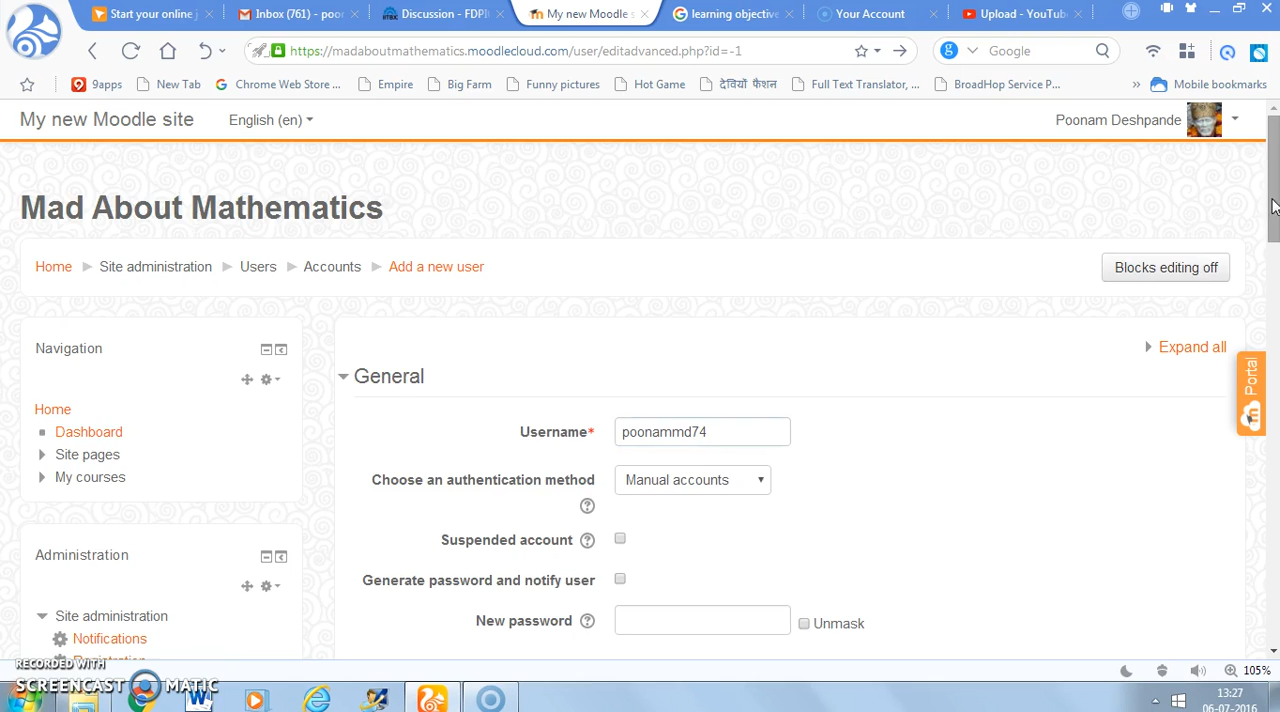 Start your online j
Inbox (761) - poor
Discussion - FDPI
My new Moodle s
learning objective
Your Account
Upload - YouTub
https://madaboutmathematics.moodlecloud.com/user/editadvanced.php?id=-1
Google
9apps
New Tab
Chrome Web Store ...
Empire
Big Farm
Funny pictures
Hot Game
देवियों फैशन
Full Text Translator, ...
BroadHop Service P...
Mobile bookmarks
My new Moodle site
English (en)
Poonam Deshpande
Mad About Mathematics
Home Site administration Users Accounts Add a new user
Blocks editing off
Navigation
Home
Dashboard
Site pages
My courses
Administration
Site administration
Notifications
Registration
Expand all
General
Username* poonammd74
Choose an authentication method Manual accounts
Suspended account
Generate password and notify user
New password Unmask
Portal
RECORDED WITH
SCREENCAST MATIC
105%
13:27
06-07-2016